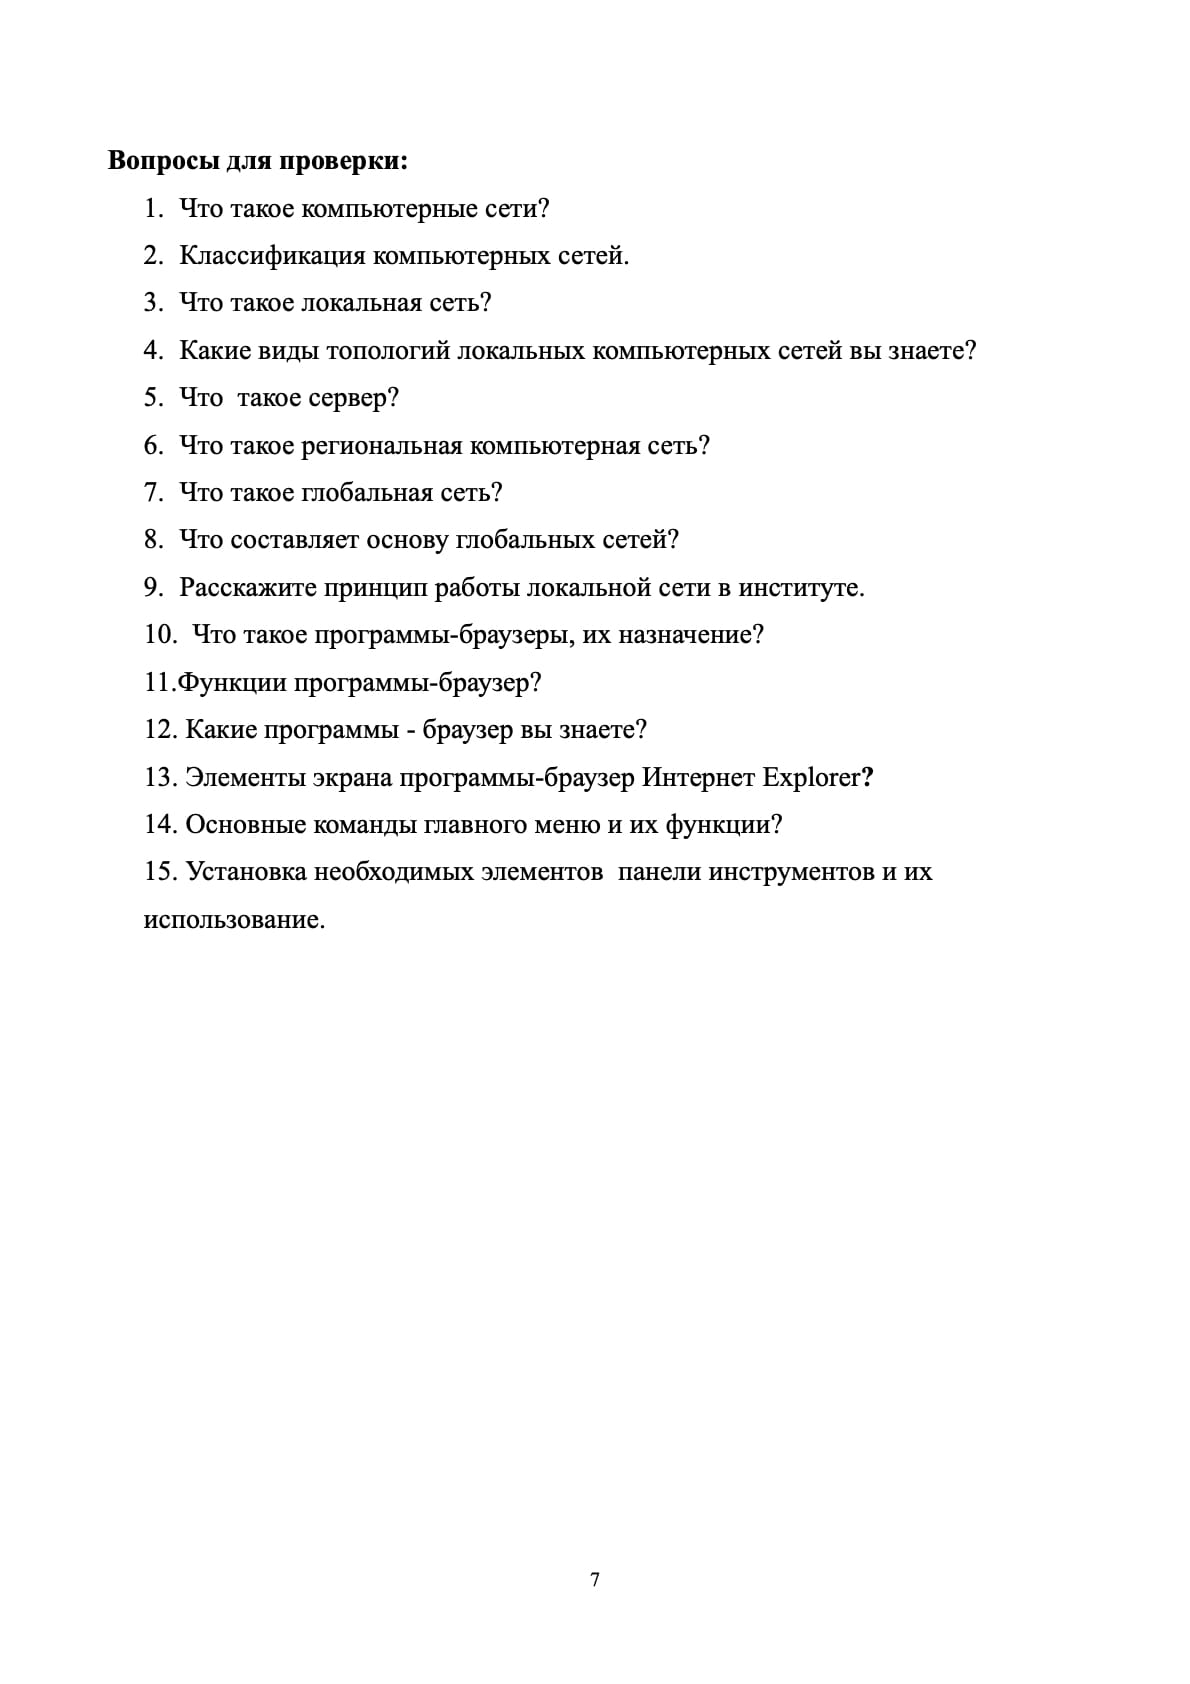 Вопросы для проверки:
1. Что такое компьютерные сети?
2. Классификация компьютерных сетей.
3. Что такое локальная сеть?
4. Какие виды топологий локальных компьютерных сетей вы знаете?
5. Что  такое сервер?
6. Что такое региональная компьютерная сеть?
7. Что такое глобальная сеть?
8. Что составляет основу глобальных сетей?
9. Расскажите принцип работы локальной сети в институте.
10.  Что такое программы-браузеры, их назначение?
11.Функции программы-браузер?
12. Какие программы - браузер вы знаете?
13. Элементы экрана программы-браузер Интернет Explorer?
14. Основные команды главного меню и их функции?
15. Установка необходимых элементов  панели инструментов и их
использование.
7